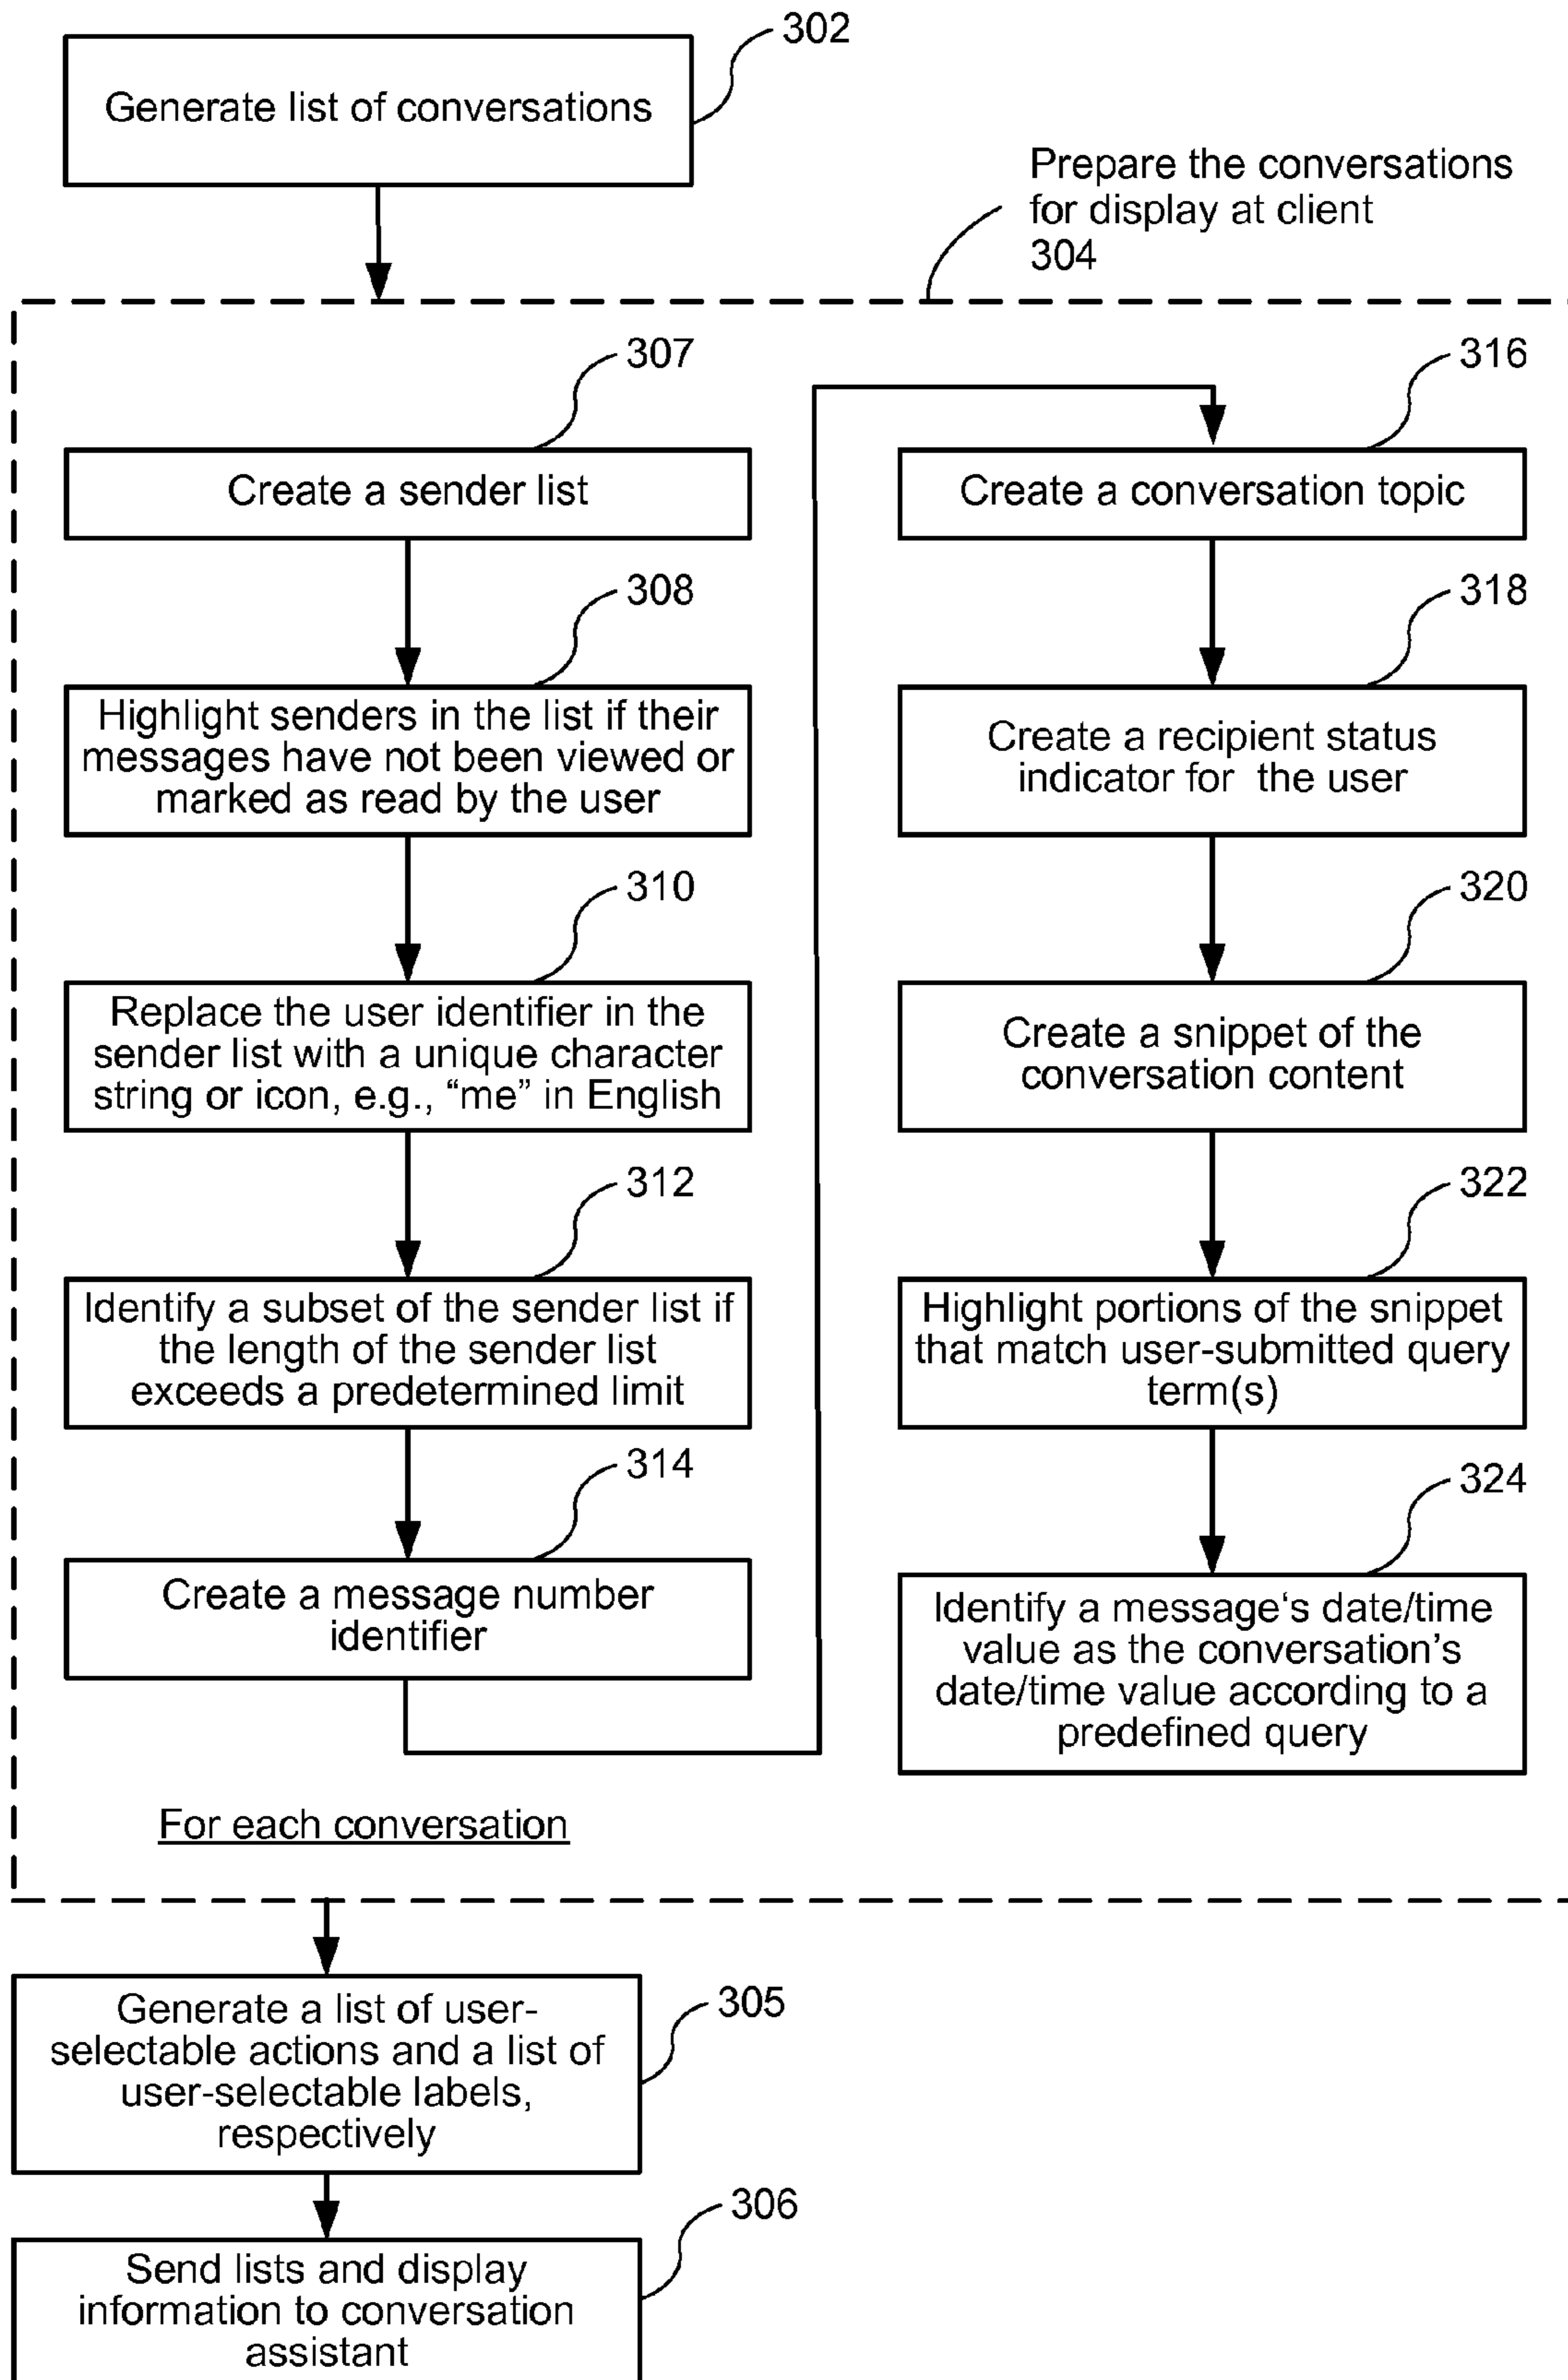 302
Generate list of conversations
Prepare the conversations
for display at client
304
307
Create a sender list
308
Highlight senders in the list if their
messages have not been viewed or
marked as read by the user
310
Replace the user identifier in the
sender list with a unique character
string or icon, e.g., “me” in English
312
Identify a subset of the sender list if
the length of the sender list
exceeds a predetermined limit
314
Create a message number
identifier
316
Create a conversation topic
318
Create a recipient status
indicator for the user
320
Create a snippet of the
conversation content
322
Highlight portions of the snippet
that match user-submitted query
term(s)
324
Identify a message‘s date/time
value as the conversation’s
date/time value according to a
predefined query
For each conversation
305
Generate a list of user-
selectable actions and a list of
user-selectable labels,
respectively
306
Send lists and display
information to conversation
assistant